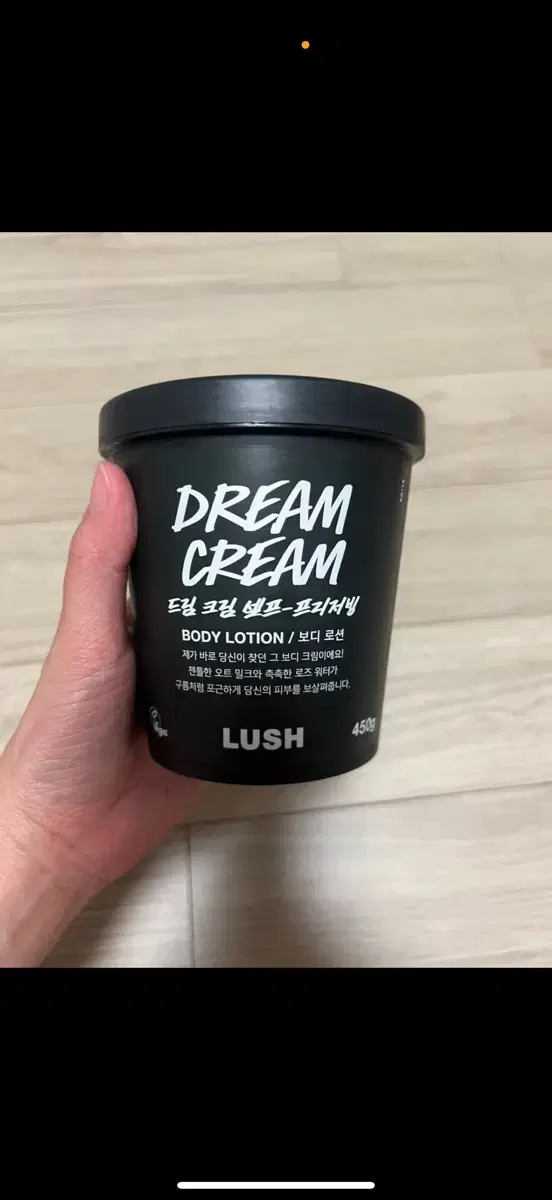 DREAM
CREAM
드림 크림 셀프-프리저빙
BODY LOTION / 보디 로션
제가 바로 당신이 찾던 그 보디 크림이에요!
젠틀한 오트 밀크와 촉촉한 로즈 워터가
구름처럼 포근하게 당신의 피부를 보살펴줍니다.
LUSH
450g